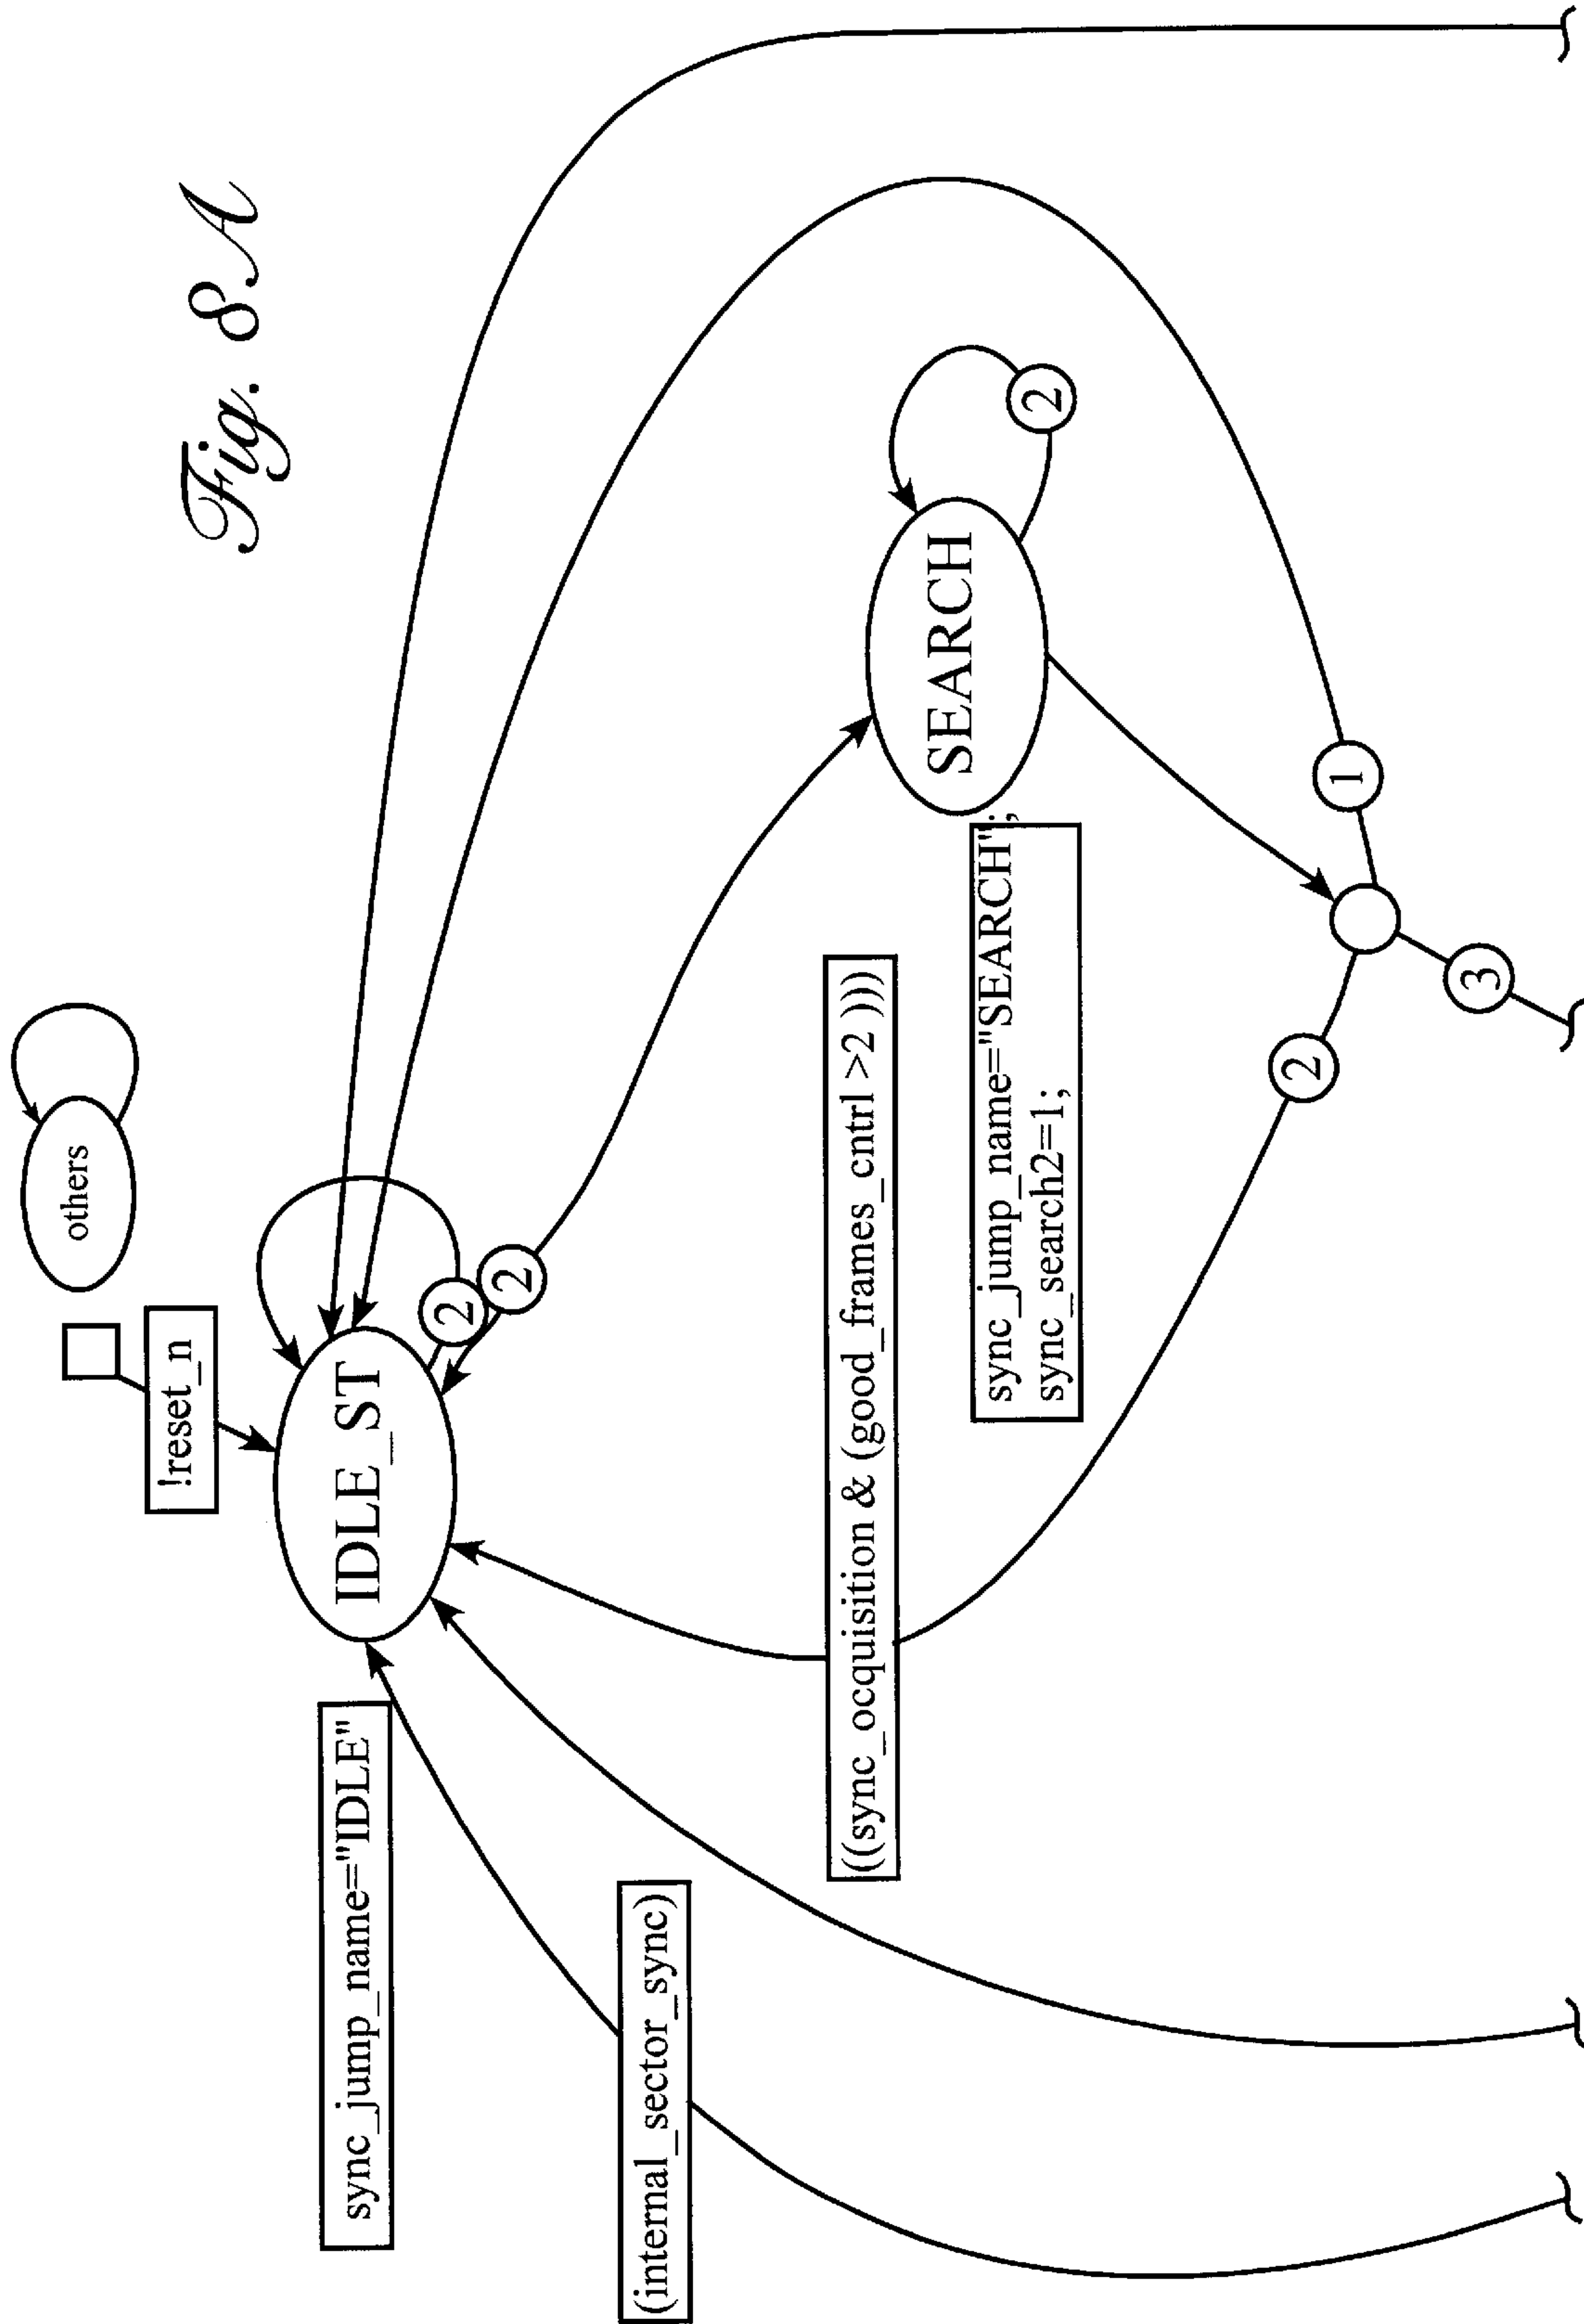 Fig. 8A
others
!reset_n
IDLE_ST
sync_jump_name="IDLE"
2
2
(internal_sector_sync)
(((sync_ocquisition & (good_frames_cntrl >2 )))
SEARCH
2
sync_jump_name="SEARCH";
sync_search2=1;
1
2
3